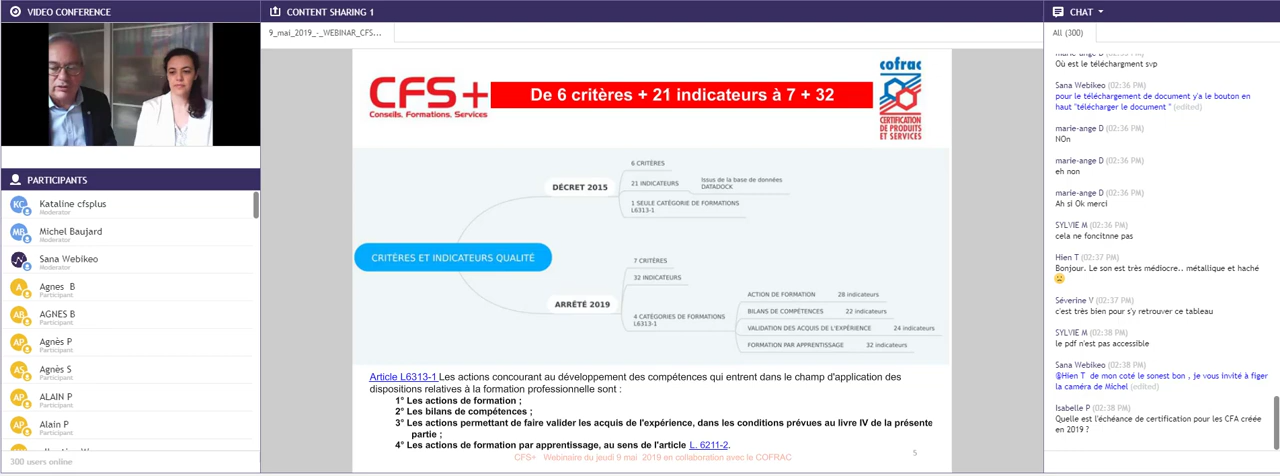 VIDEO CONFERENCE
PARTICIPANTS
KC
Kataline cfsplus
Moderator
MB
Michel Baujard
Moderator
Sana Webikeo
Moderator
A
Agnes B
Participant
AB
AGNES B
Participant
AP
Agnès P
Participant
AS
Agnès S
Participant
AP
ALAIN P
Participant
AP
Alain P
Participant
300 users online
CONTENT SHARING 1
9_mai_2019_-_WEBINAR_CFS...
CFS+
Conseils, Formations, Services
De 6 critères + 21 indicateurs à 7 + 32
cofrac
CERTIFICATION
DE PRODUITS
ET SERVICES
CRITÈRES ET INDICATEURS QUALITÉ
DÉCRET 2015
6 CRITÈRES
21 INDICATEURS
Issus de la base de données
DATADOCK
1 SEULE CATÉGORIE DE FORMATIONS
L6313-1
ARRÊTÉ 2019
7 CRITÈRES
32 INDICATEURS
4 CATÉGORIES DE FORMATIONS
L6313-1
ACTION DE FORMATION 28 indicateurs
BILANS DE COMPÉTENCES 22 indicateurs
VALIDATION DES ACQUIS DE L'EXPÉRIENCE 24 indicateurs
FORMATION PAR APPRENTISSAGE 32 indicateurs
Article L6313-1 Les actions concourant au développement des compétences qui entrent dans le champ d'application des
dispositions relatives à la formation professionnelle sont :
1° Les actions de formation ;
2° Les bilans de compétences ;
3° Les actions permettant de faire valider les acquis de l'expérience, dans les conditions prévues au livre IV de la présente
partie ;
4° Les actions de formation par apprentissage, au sens de l'article L. 6211-2.
CFS+ Webinaire du jeudi 9 mai 2019 en collaboration avec le COFRAC
5
CHAT
All (300)
marie-ange D (02:35 PM)
Où est le téléchargment svp
Sana Webikeo (02:36 PM)
pour le téléchargement de document y'a le bouton en
haut "télécharger le document " (edited)
marie-ange D (02:36 PM)
NOn
marie-ange D (02:36 PM)
eh non
marie-ange D (02:36 PM)
Ah si Ok merci
SYLVIE M (02:36 PM)
cela ne foncitnne pas
Hien T (02:37 PM)
Bonjour. Le son est très médiocre.. métallique et haché
Séverine V (02:37 PM)
c'est très bien pour s'y retrouver ce tableau
SYLVIE M (02:38 PM)
le pdf n'est pas accessible
Sana Webikeo (02:38 PM)
@Hien T de mon coté le sonest bon , je vous invité à figer
la caméra de Michel (edited)
Isabelle P (02:38 PM)
Quelle est l'échéance de certification pour les CFA créée
en 2019 ?